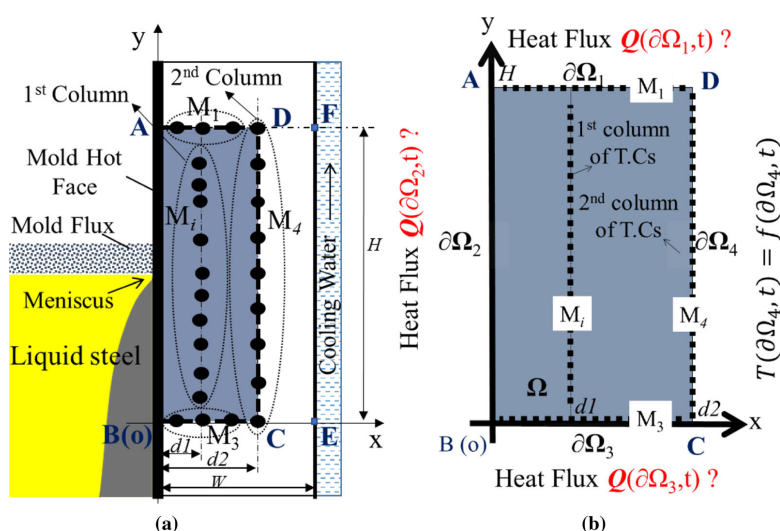 y
1st Column
2nd Column
M1
A
D
F
Mold Hot
Face
Mi
M4
Mold Flux
H
Cooling Water
Meniscus
Liquid steel
B(o)
M3
C
E
x
d1
d2
W
(a)
y
Heat Flux Q(∂Ω1,t) ?
A
H
∂Ω1
D
M1
1st column
of T.Cs
2nd column
of T.Cs
Heat Flux Q(∂Ω2,t) ?
∂Ω2
∂Ω4
T(∂Ω4, t) = f(∂Ω4, t)
Mi
M4
Ω
d1
d2
M3
x
B (o)
∂Ω3
C
Heat Flux Q(∂Ω3,t) ?
(b)